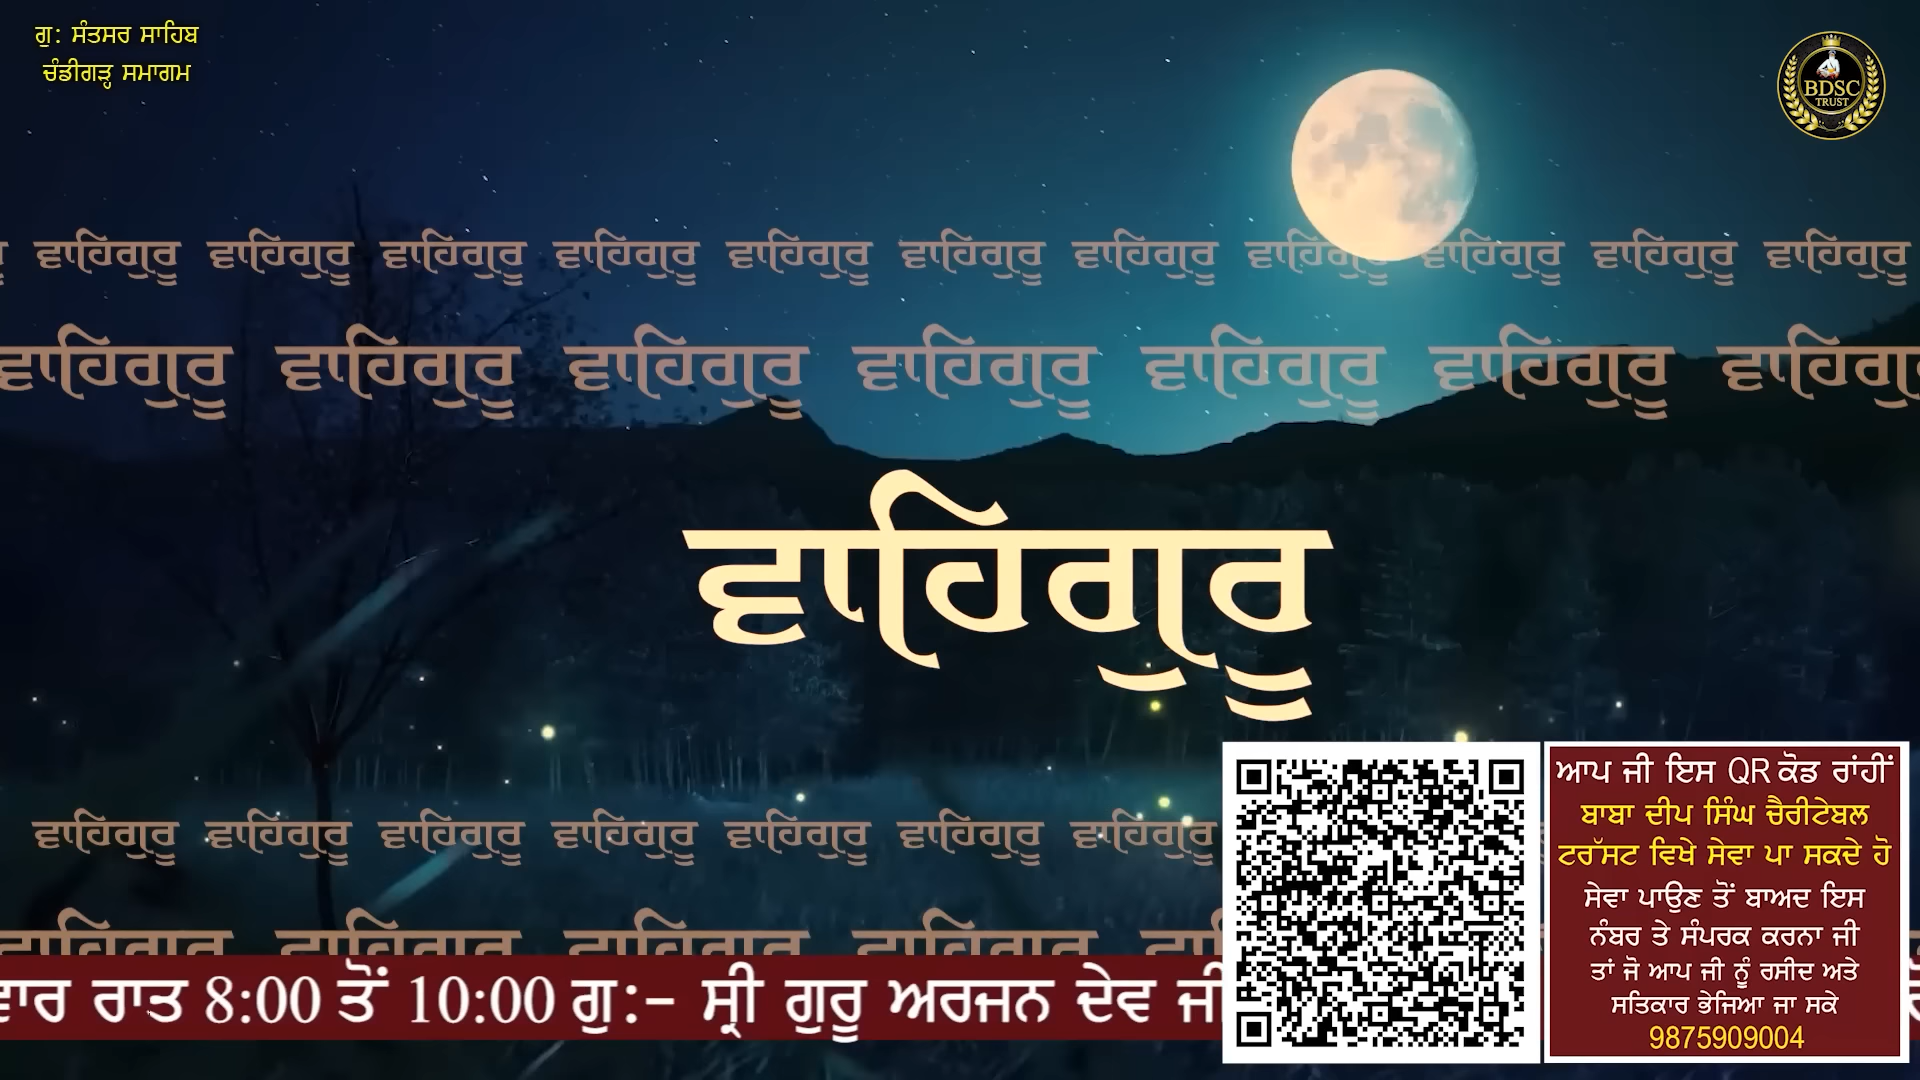 ਗੁ: ਸੰਤਸਰ ਸਾਹਿਬ
ਚੰਡੀਗੜ੍ਹ ਸਮਾਗਮ
BDSC
TRUST
ਵਾਹਿਗੁਰੂ ਵਾਹਿਗੁਰੂ ਵਾਹਿਗੁਰੂ ਵਾਹਿਗੁਰੂ ਵਾਹਿਗੁਰੂ ਵਾਹਿਗੁਰੂ ਵਾਹਿਗੁਰੂ ਵਾਹਿਗੁਰੂ ਵਾਹਿਗੁਰੂ ਵਾਹਿਗੁਰੂ ਵਾਹਿਗੁਰੂ
ਵਾਹਿਗੁਰੂ ਵਾਹਿਗੁਰੂ ਵਾਹਿਗੁਰੂ ਵਾਹਿਗੁਰੂ ਵਾਹਿਗੁਰੂ ਵਾਹਿਗੁਰੂ ਵਾਹਿਗੁ
ਵਾਹਿਗੁਰੂ
ਵਾਹਿਗੁਰੂ ਵਾਹਿਗੁਰੂ ਵਾਹਿਗੁਰੂ ਵਾਹਿਗੁਰੂ ਵਾਹਿਗੁਰੂ ਵਾਹਿਗੁਰੂ ਵਾਹਿਗੁਰੂ
ਵਾਹਿਗੁਰੂ ਵਾਹਿਗੁਰੂ ਵਾਹਿਗੁਰੂ ਵਾਹਿਗੁਰੂ
ਵਾਰ ਰਾਤ 8:00 ਤੋਂ 10:00 ਗੁ:- ਸ੍ਰੀ ਗੁਰੂ ਅਰਜਨ ਦੇਵ ਜੀ
ਆਪ ਜੀ ਇਸ QR ਕੋਡ ਰਾਂਹੀਂ
ਬਾਬਾ ਦੀਪ ਸਿੰਘ ਚੈਰੀਟੇਬਲ
ਟਰੱਸਟ ਵਿਖੇ ਸੇਵਾ ਪਾ ਸਕਦੇ ਹੋ
ਸੇਵਾ ਪਾਉਣ ਤੋਂ ਬਾਅਦ ਇਸ
ਨੰਬਰ ਤੇ ਸੰਪਰਕ ਕਰਨਾ ਜੀ
ਤਾਂ ਜੋ ਆਪ ਜੀ ਨੂੰ ਰਸੀਦ ਅਤੇ
ਸਤਿਕਾਰ ਭੇਜਿਆ ਜਾ ਸਕੇ
9875909004